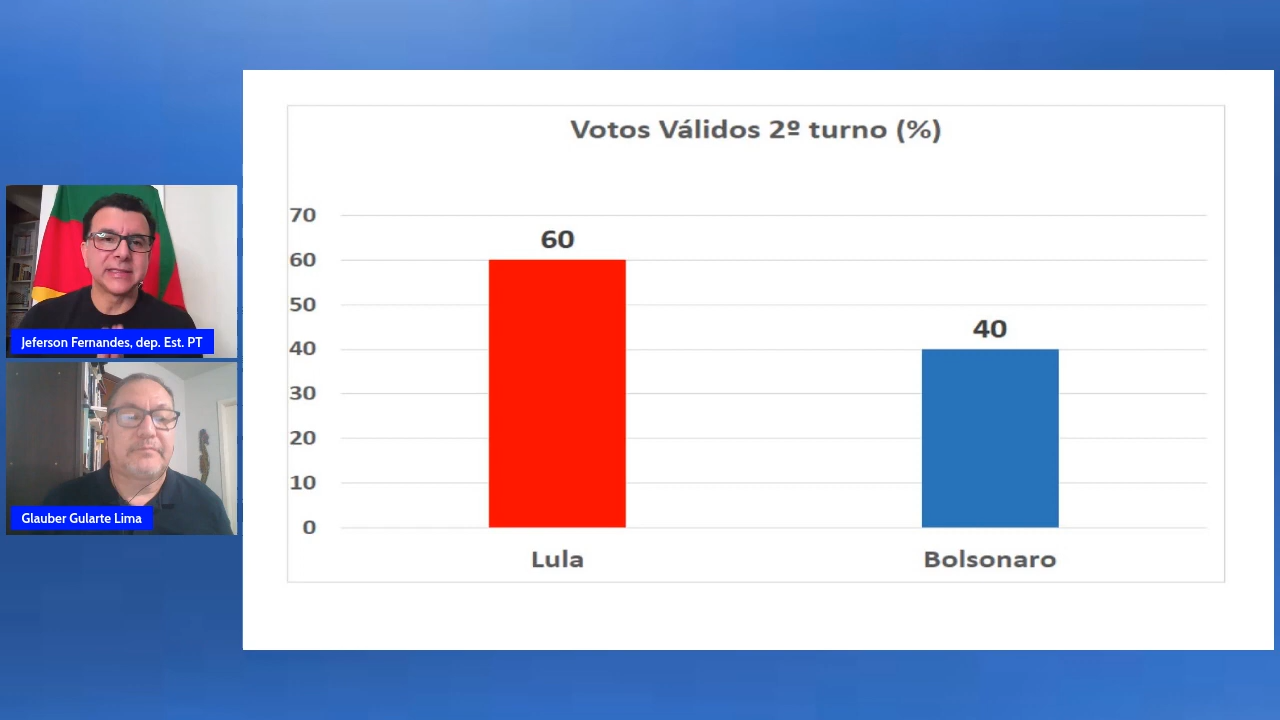 Votos Válidos 2º turno (%)
70
60
50
40
30
20
10
0
60
40
Lula
Bolsonaro
Jeferson Fernandes, dep. Est. PT
Glauber Gularte Lima